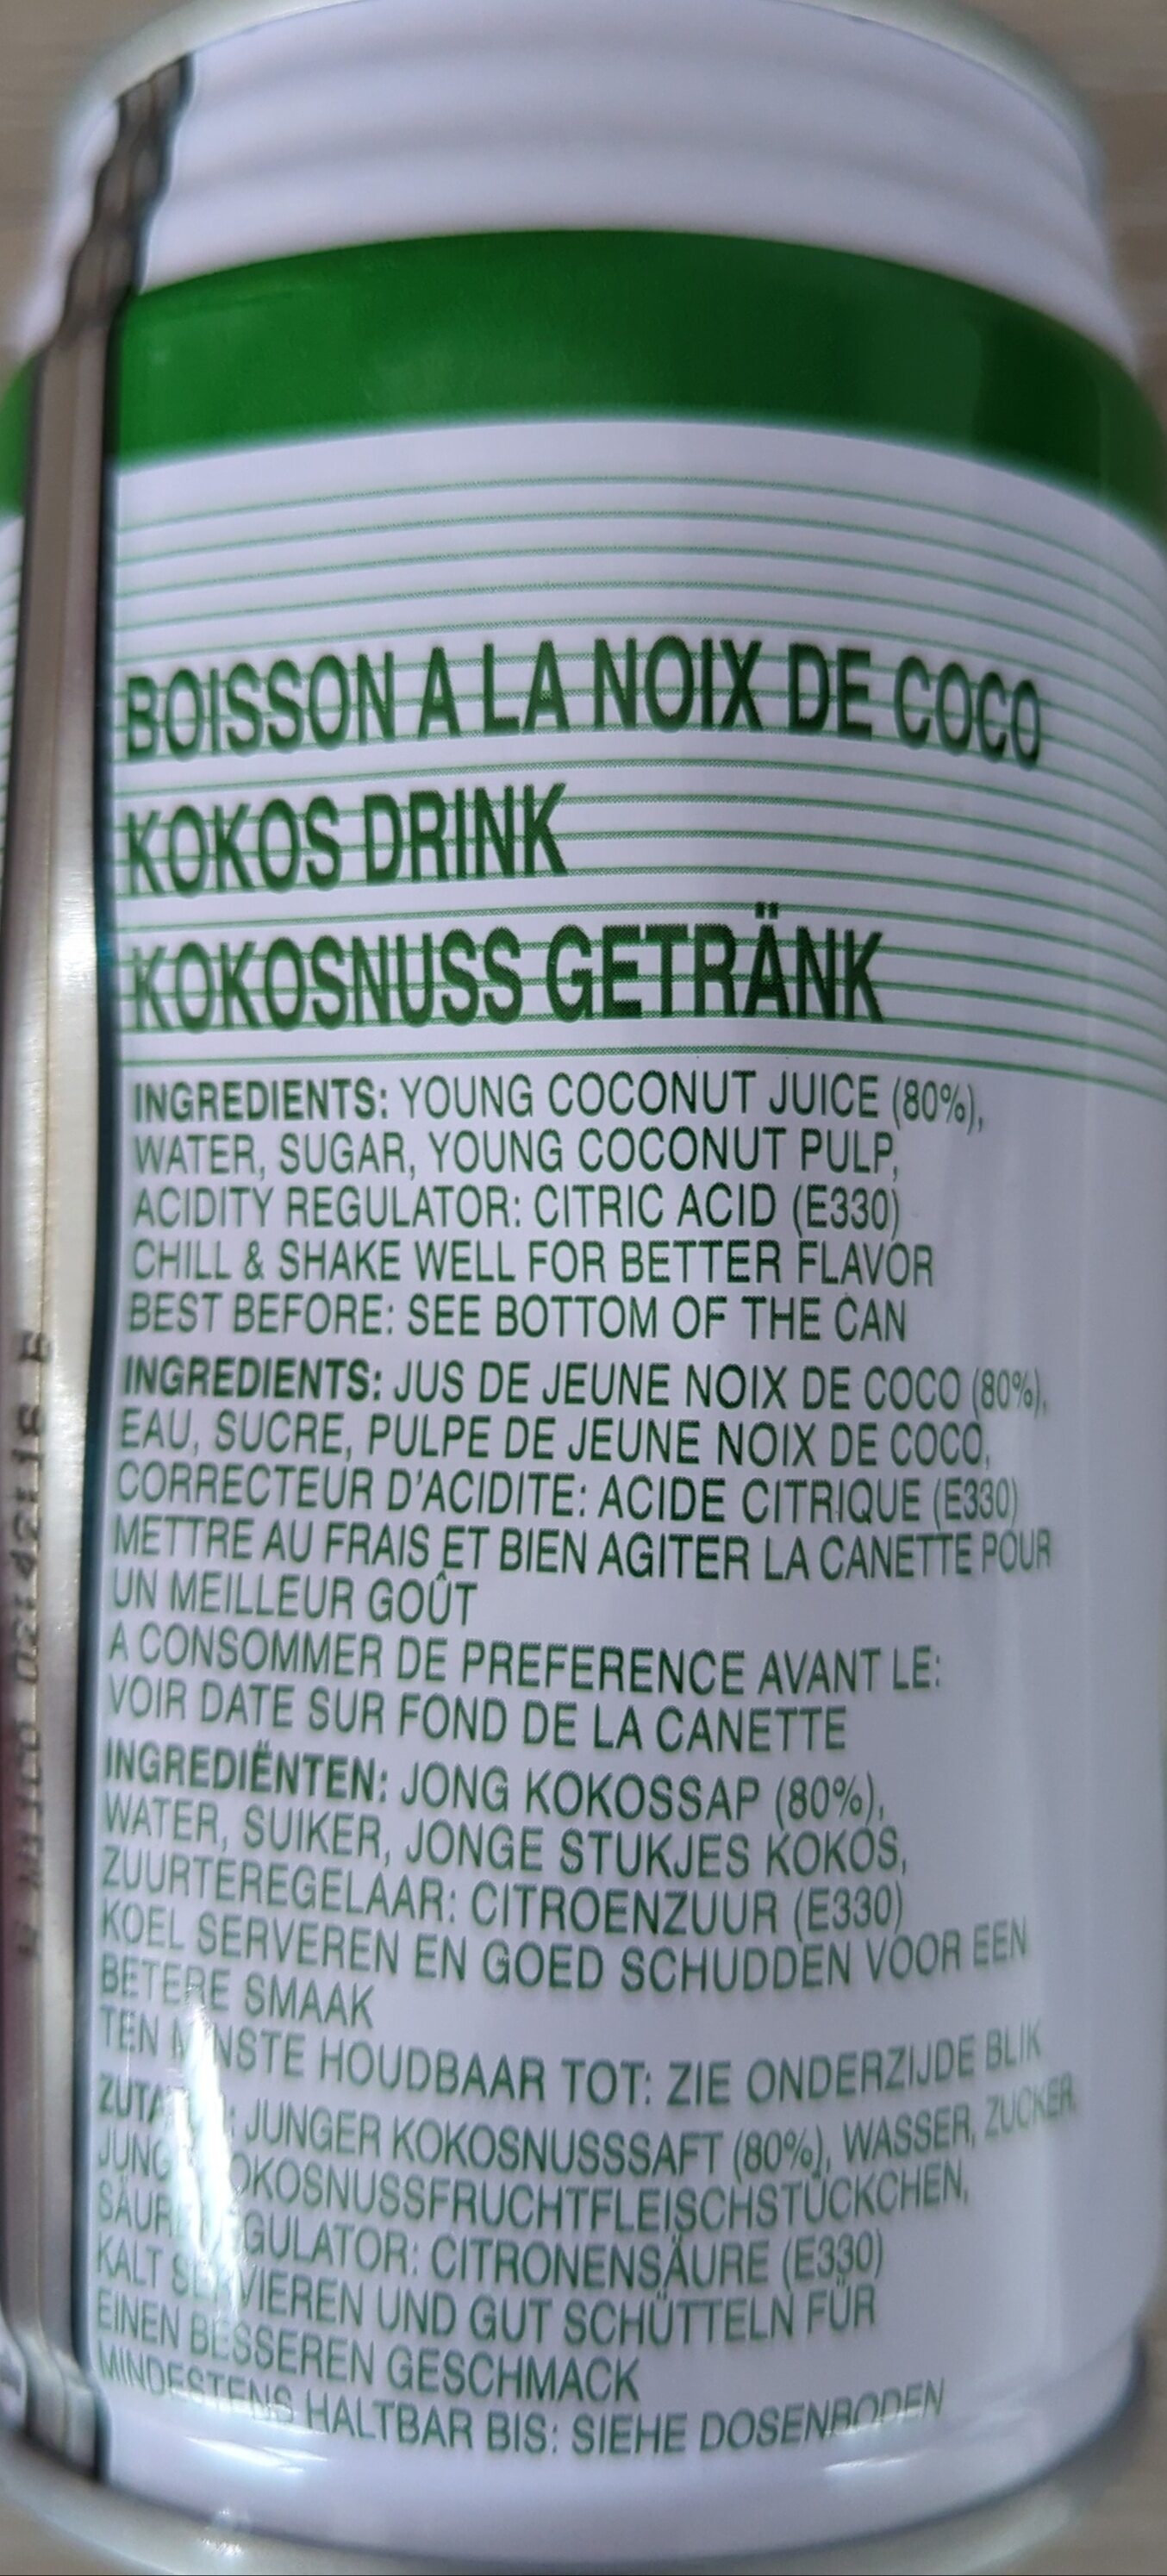 BOISSON A LA NOIX DE COCO
KOKOS DRINK
KOKOSNUSS GETRÄNK
INGREDIENTS: YOUNG COCONUT JUICE (80%),
WATER, SUGAR, YOUNG COCONUT PULP,
ACIDITY REGULATOR: CITRIC ACID (E330)
CHILL & SHAKE WELL FOR BETTER FLAVOR
BEST BEFORE: SEE BOTTOM OF THE CAN
INGREDIENTS: JUS DE JEUNE NOIX DE COCO (80%),
EAU, SUCRE, PULPE DE JEUNE NOIX DE COCO,
CORRECTEUR D'ACIDITE: ACIDE CITRIQUE (E330)
METTRE AU FRAIS ET BIEN AGITER LA CANETTE POUR
UN MEILLEUR GOÛT
A CONSOMMER DE PREFERENCE AVANT LE:
VOIR DATE SUR FOND DE LA CANETTE
INGREDIËNTEN: JONG KOKOSSAP (80%),
WATER, SUIKER, JONGE STUKJES KOKOS,
ZUURTEREGELAAR: CITROENZUUR (E330)
KOEL SERVEREN EN GOED SCHUDDEN VOOR EEN
BETERE SMAAK
TEN MINSTE HOUDBAAR TOT: ZIE ONDERZIJDE BLIK
JUNGER KOKOSNUSSSAFT (80%), WASSER, ZUCKER,
KOKOSNUSSFRUCHTFLEISCHSTÜCKCHEN,
CITRONENSÄURE (E330)
KALT SERVIEREN UND GUT SCHÜTTELN FÜR
EINEN BESSEREN GESCHMACK
MINDESTENS HALTBAR BIS: SIEHE DOSENBODEN